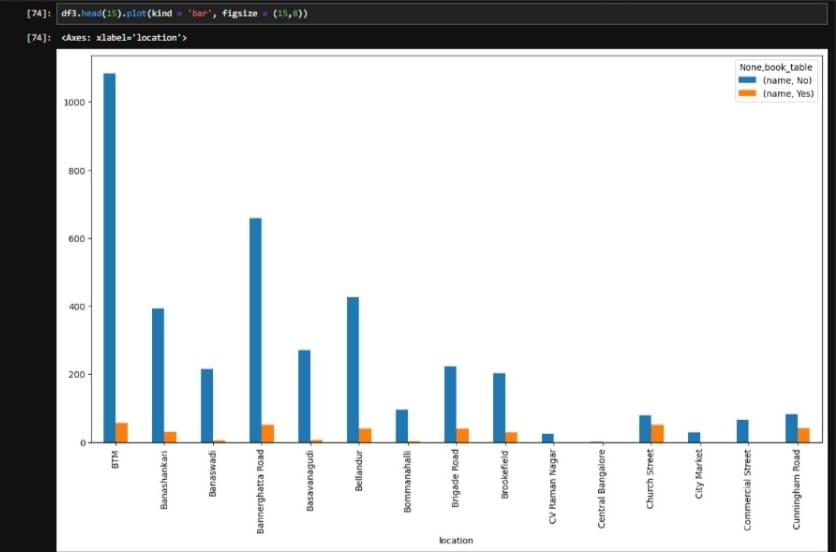 [74]: df3.head(15).plot(kind = 'bar', figsize = (15,8))
[74]: <Axes: xlabel='location'>
None,book_table
(name, No)
(name, Yes)
1000
800
600
400
200
0
BTM
Banashankari
Banaswadi
Bannerghatta Road
Basavanagudi
Bellandur
Bommanahalli
Brigade Road
Brookefield
CV Raman Nagar
Central Bangalore
Church Street
City Market
Commercial Street
Cunningham Road
location